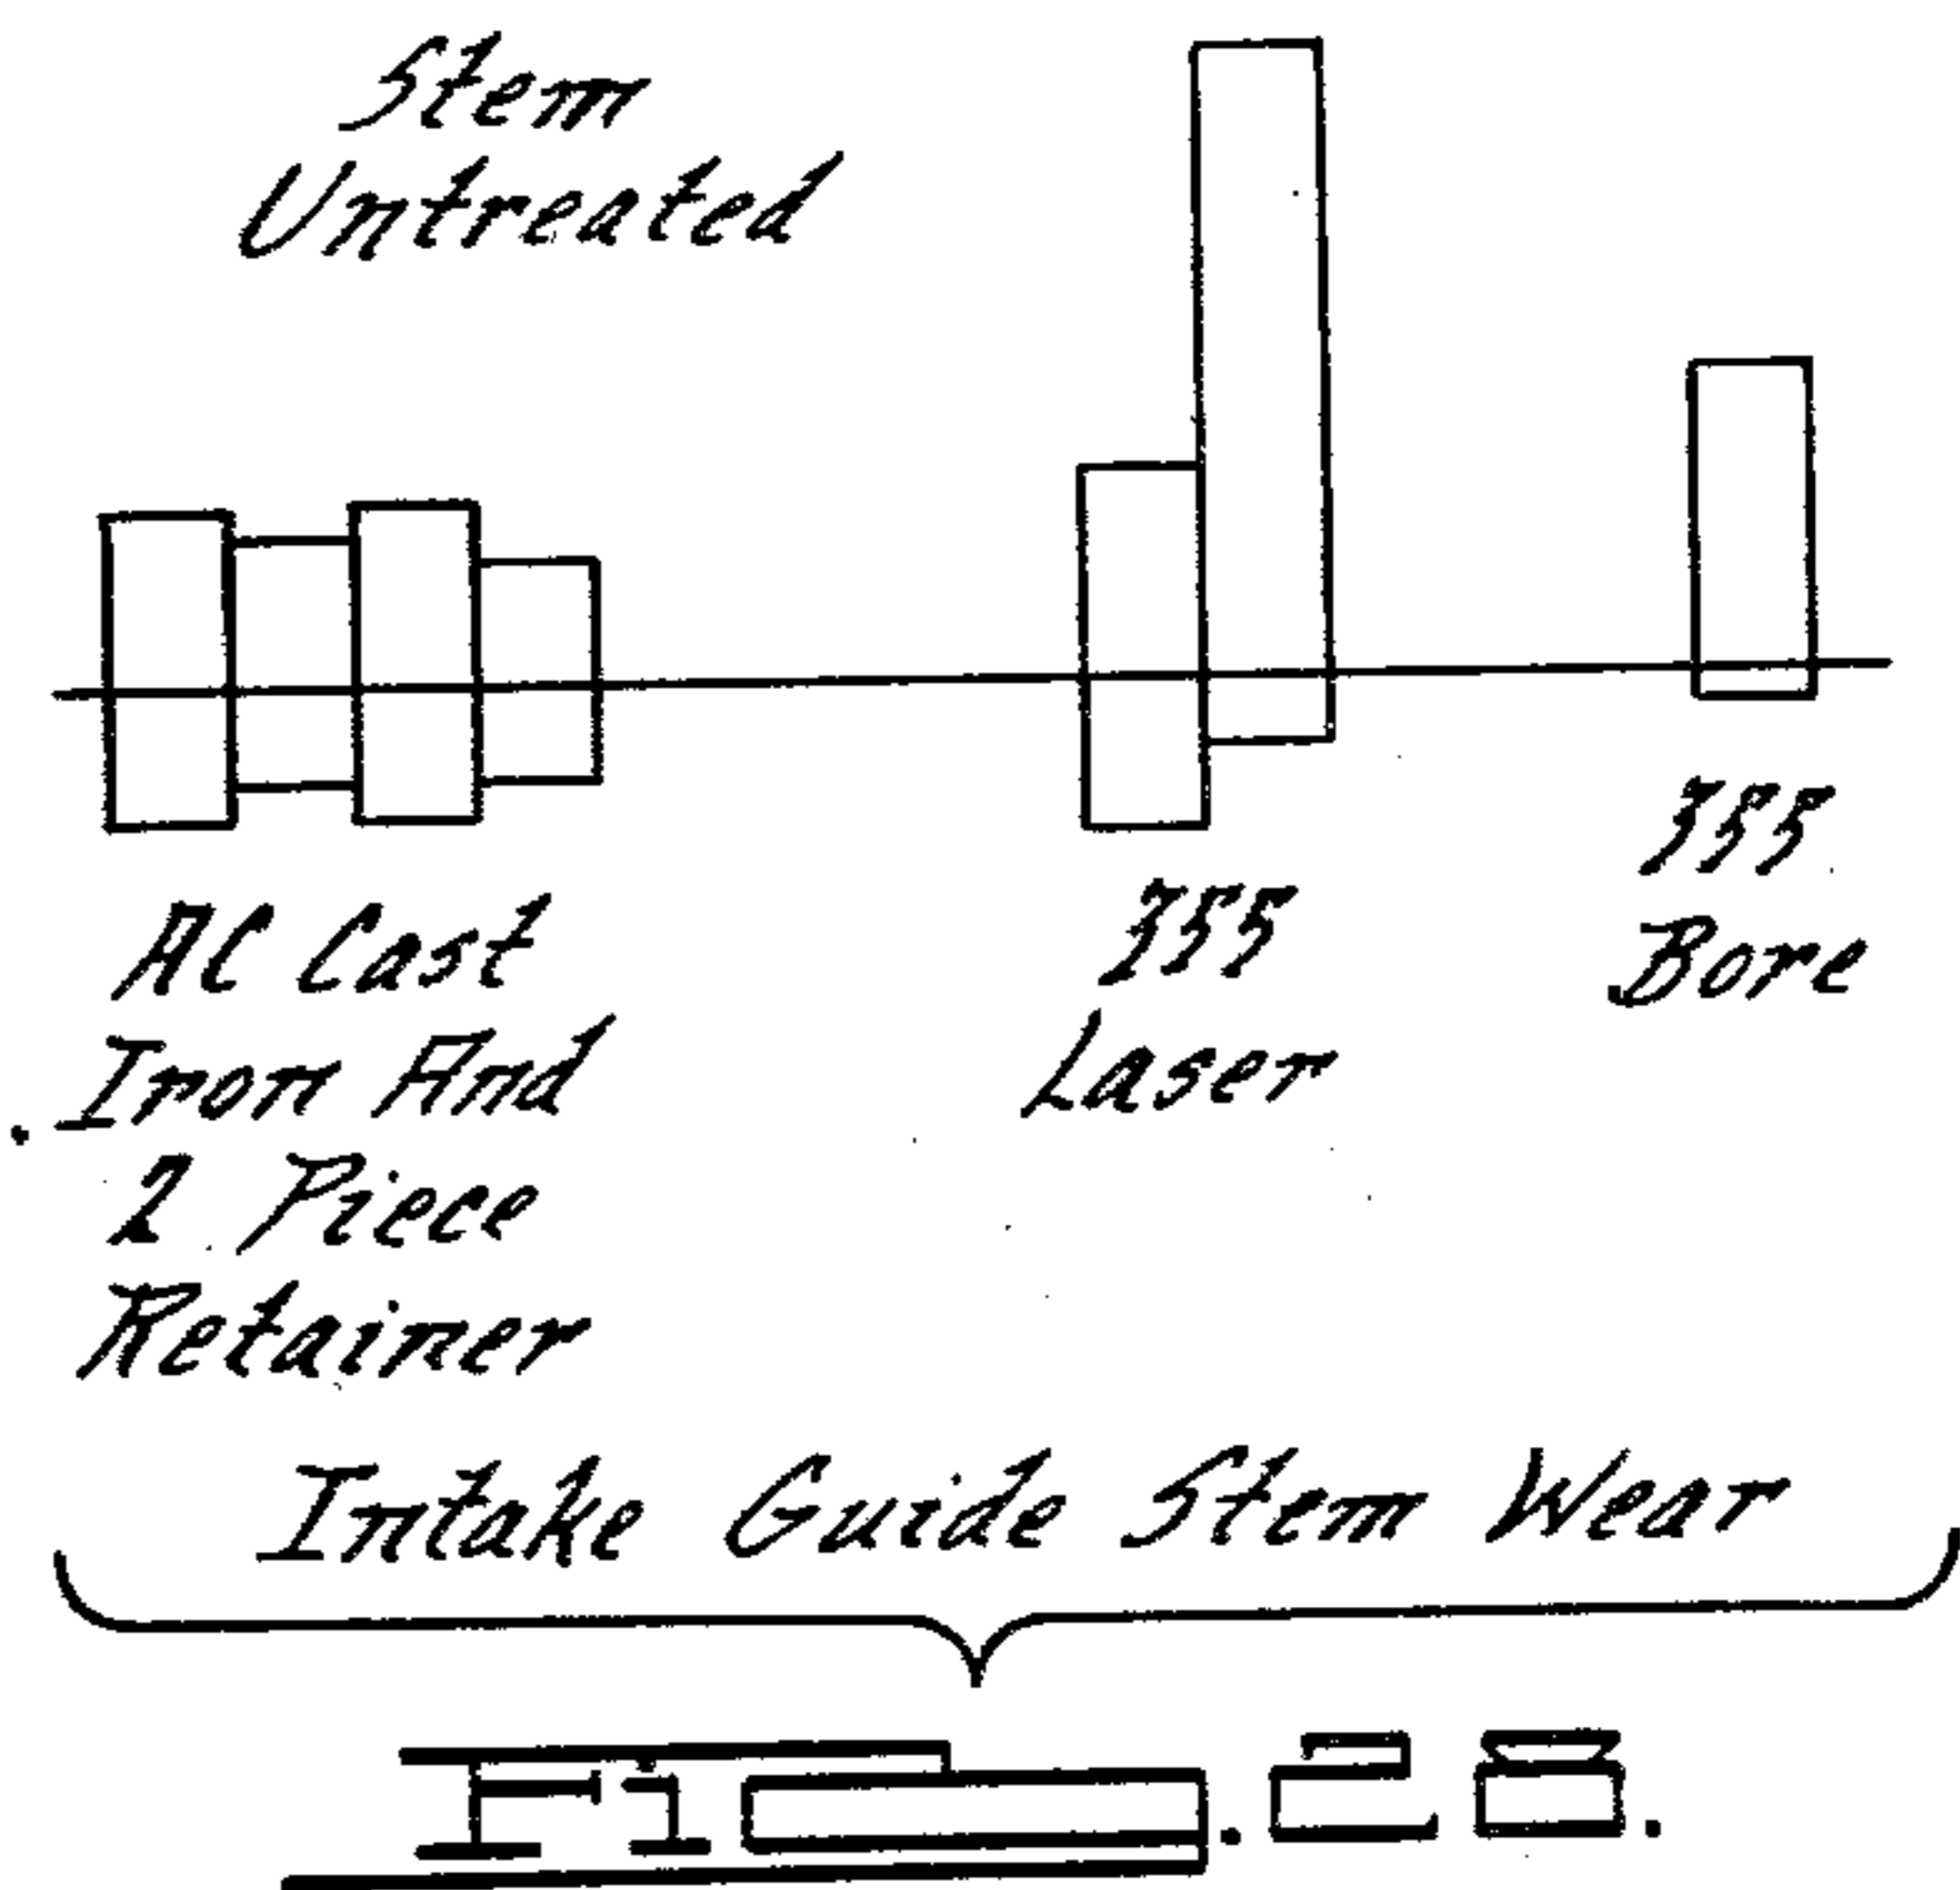 Stem
Untreated
355
Bore
355
Laser
AC Cast
Iron And
2 Piece
Retainer
Intake Guide Stem Wear
Fig. 28.